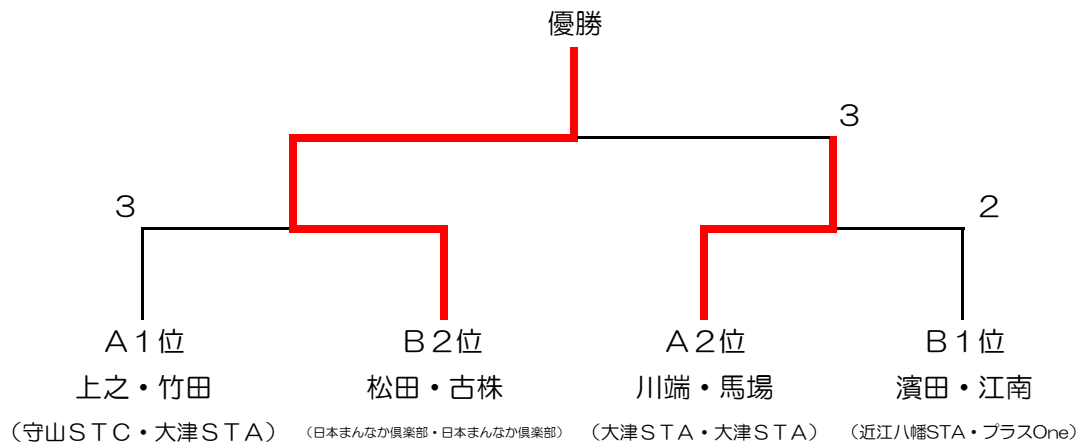 優勝
3
3
2
A1位 B2位 A2位 B1位
上之・竹田 松田・古株 川端・馬場 濱田・江南
（守山STC・大津STA） （日本まんなか倶楽部・日本まんなか倶楽部） （大津STA・大津STA） （近江八幡STA・プラスOne）